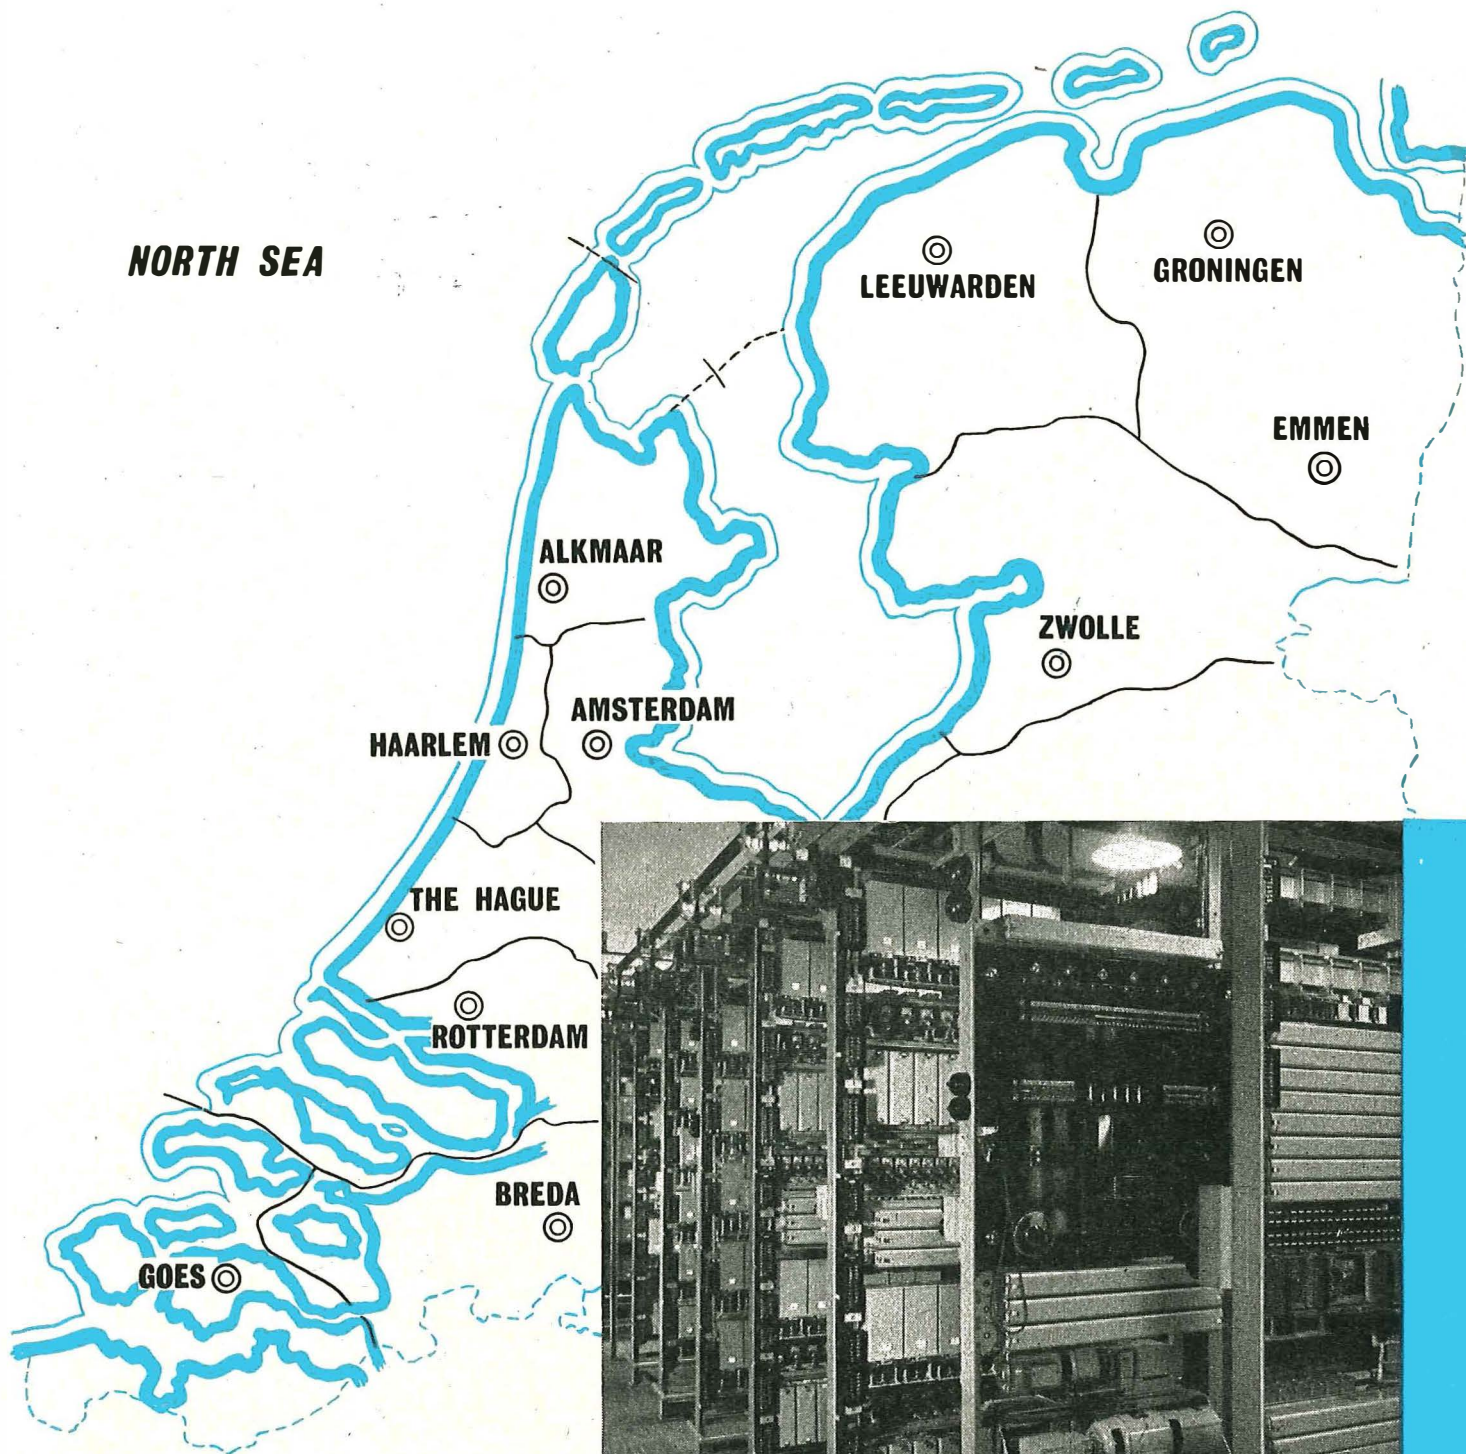 NORTH SEA
LEEUWARDEN
GRONINGEN
EMMEN
ALKMAAR
ZWOLLE
AMSTERDAM
HAARLEM
THE HAGUE
ROTTERDAM
BREDA
GOES